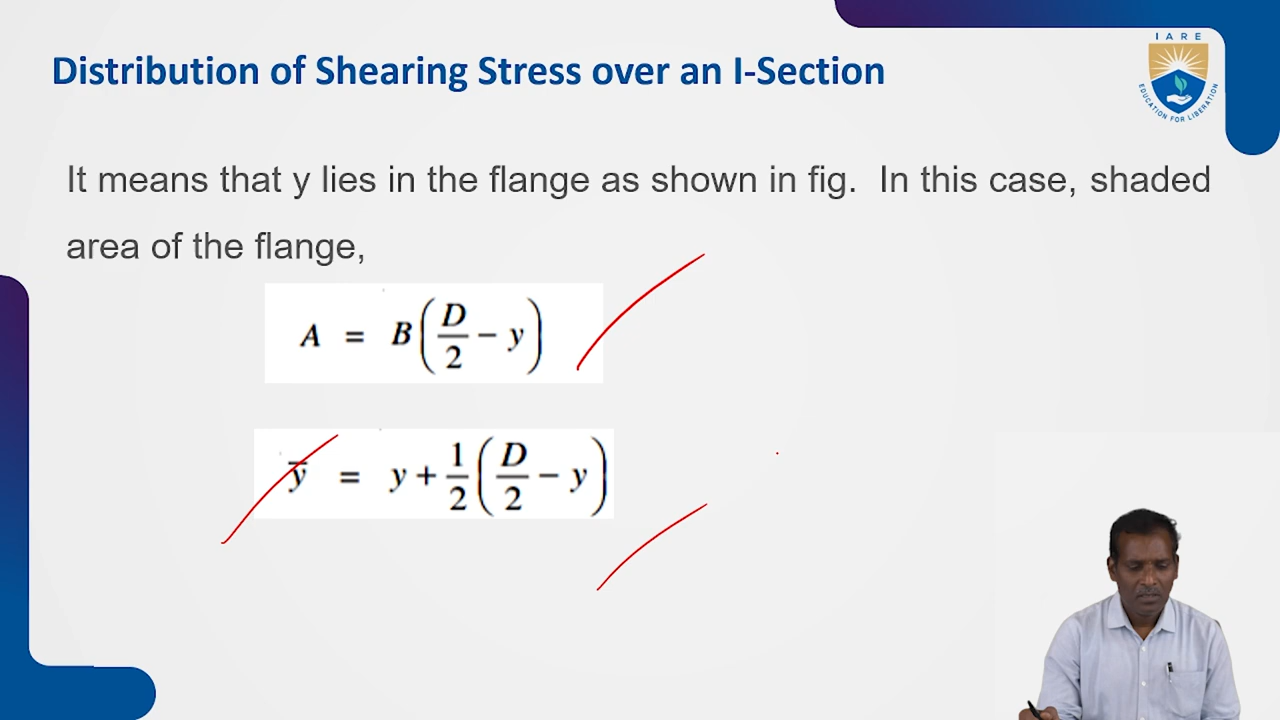 IARE
Distribution of Shearing Stress over an I-Section
EDUCATION FOR LIBERATION
It means that y lies in the flange as shown in fig. In this case, shaded
area of the flange,
A = B(D/2 − y)
ȳ = y + 1/2(D/2 − y)